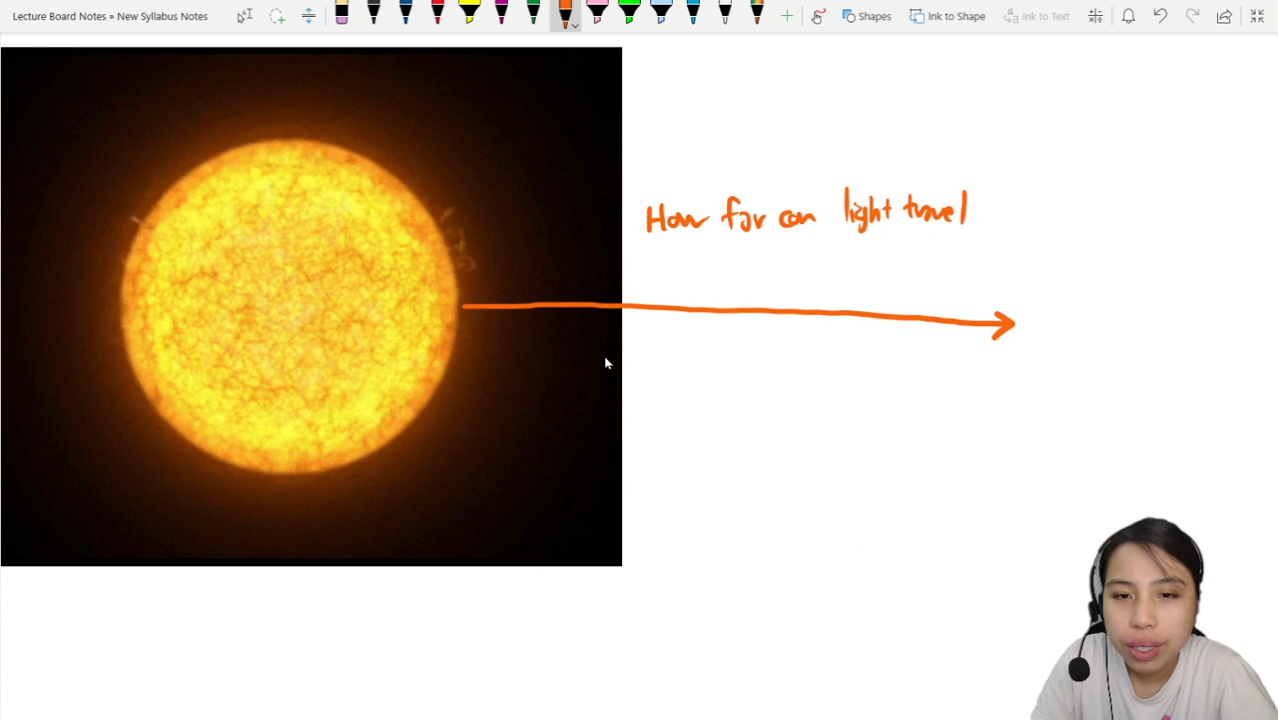 Lecture Board Notes » New Syllabus Notes
Shapes
Ink to Shape
Ink to Text
How far can light travel